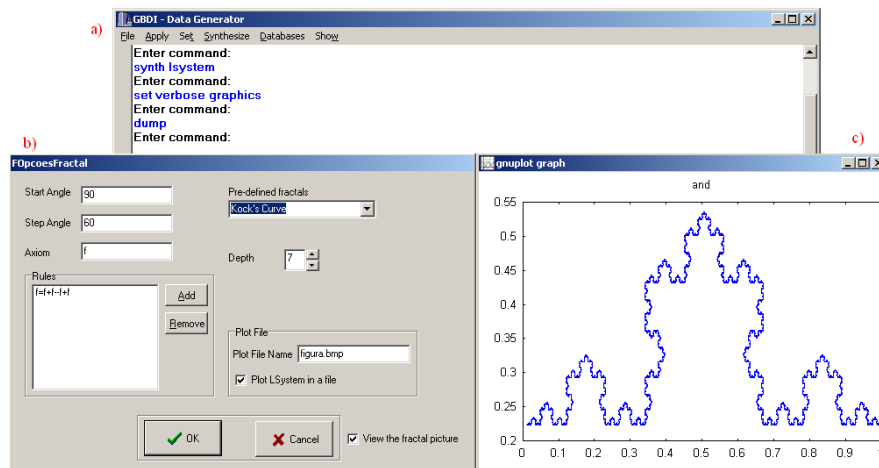 a)
GBDI - Data Generator
File Apply Set Synthesize Databases Show
Enter command:
synth lsystem
Enter command:
set verbose graphics
Enter command:
dump
Enter command:
b)
FOpcoesFractal
Start Angle 90
Step Angle 60
Axiom f
Rules
f=f+f--f+f
Add
Remove
Pre-defined fractals
Kock's Curve
Depth 7
Plot File
Plot File Name figura.bmp
Plot LSystem in a file
OK
Cancel
View the fractal picture
c)
gnuplot graph
and
0.55
0.5
0.45
0.4
0.35
0.3
0.25
0.2
0 0.1 0.2 0.3 0.4 0.5 0.6 0.7 0.8 0.9 1